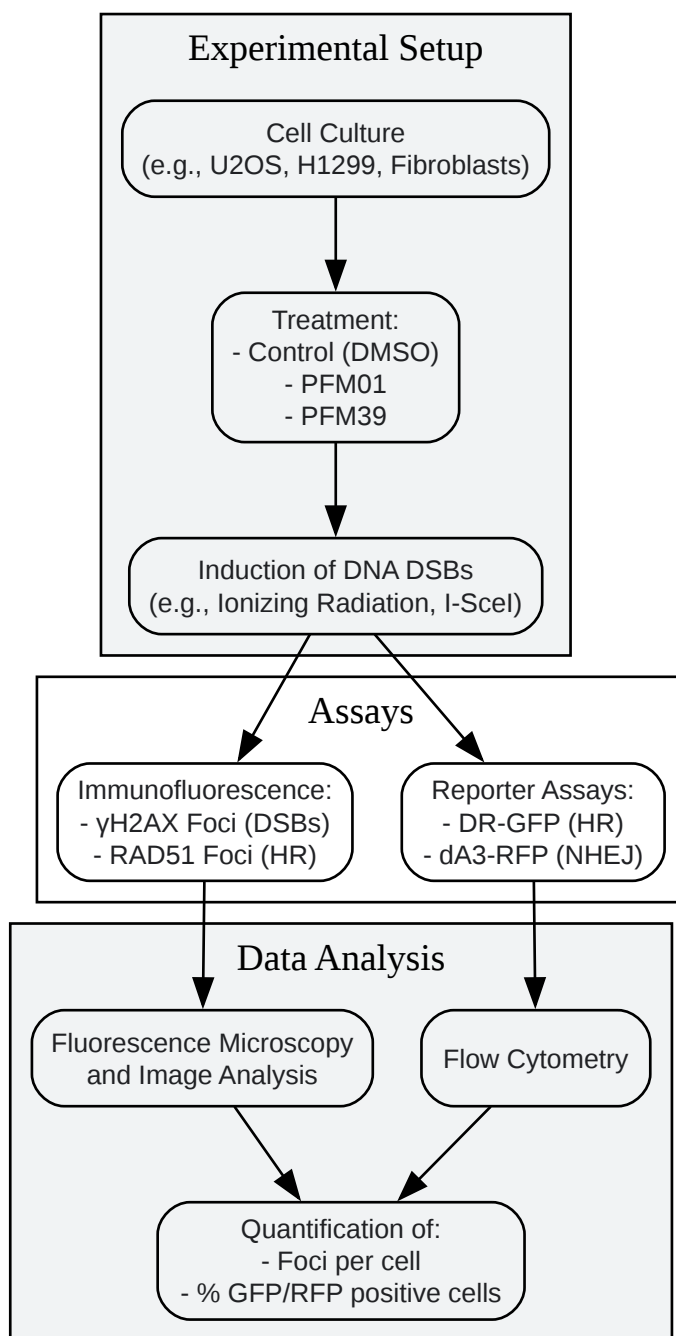 Experimental Setup
Cell Culture
(e.g., U2OS, H1299, Fibroblasts)
Treatment:
- Control (DMSO)
- PFM01
- PFM39
Induction of DNA DSBs
(e.g., Ionizing Radiation, I-SceI)
Assays
Immunofluorescence:
- γH2AX Foci (DSBs)
- RAD51 Foci (HR)
Reporter Assays:
- DR-GFP (HR)
- dA3-RFP (NHEJ)
Data Analysis
Fluorescence Microscopy
and Image Analysis
Flow Cytometry
Quantification of:
- Foci per cell
- % GFP/RFP positive cells